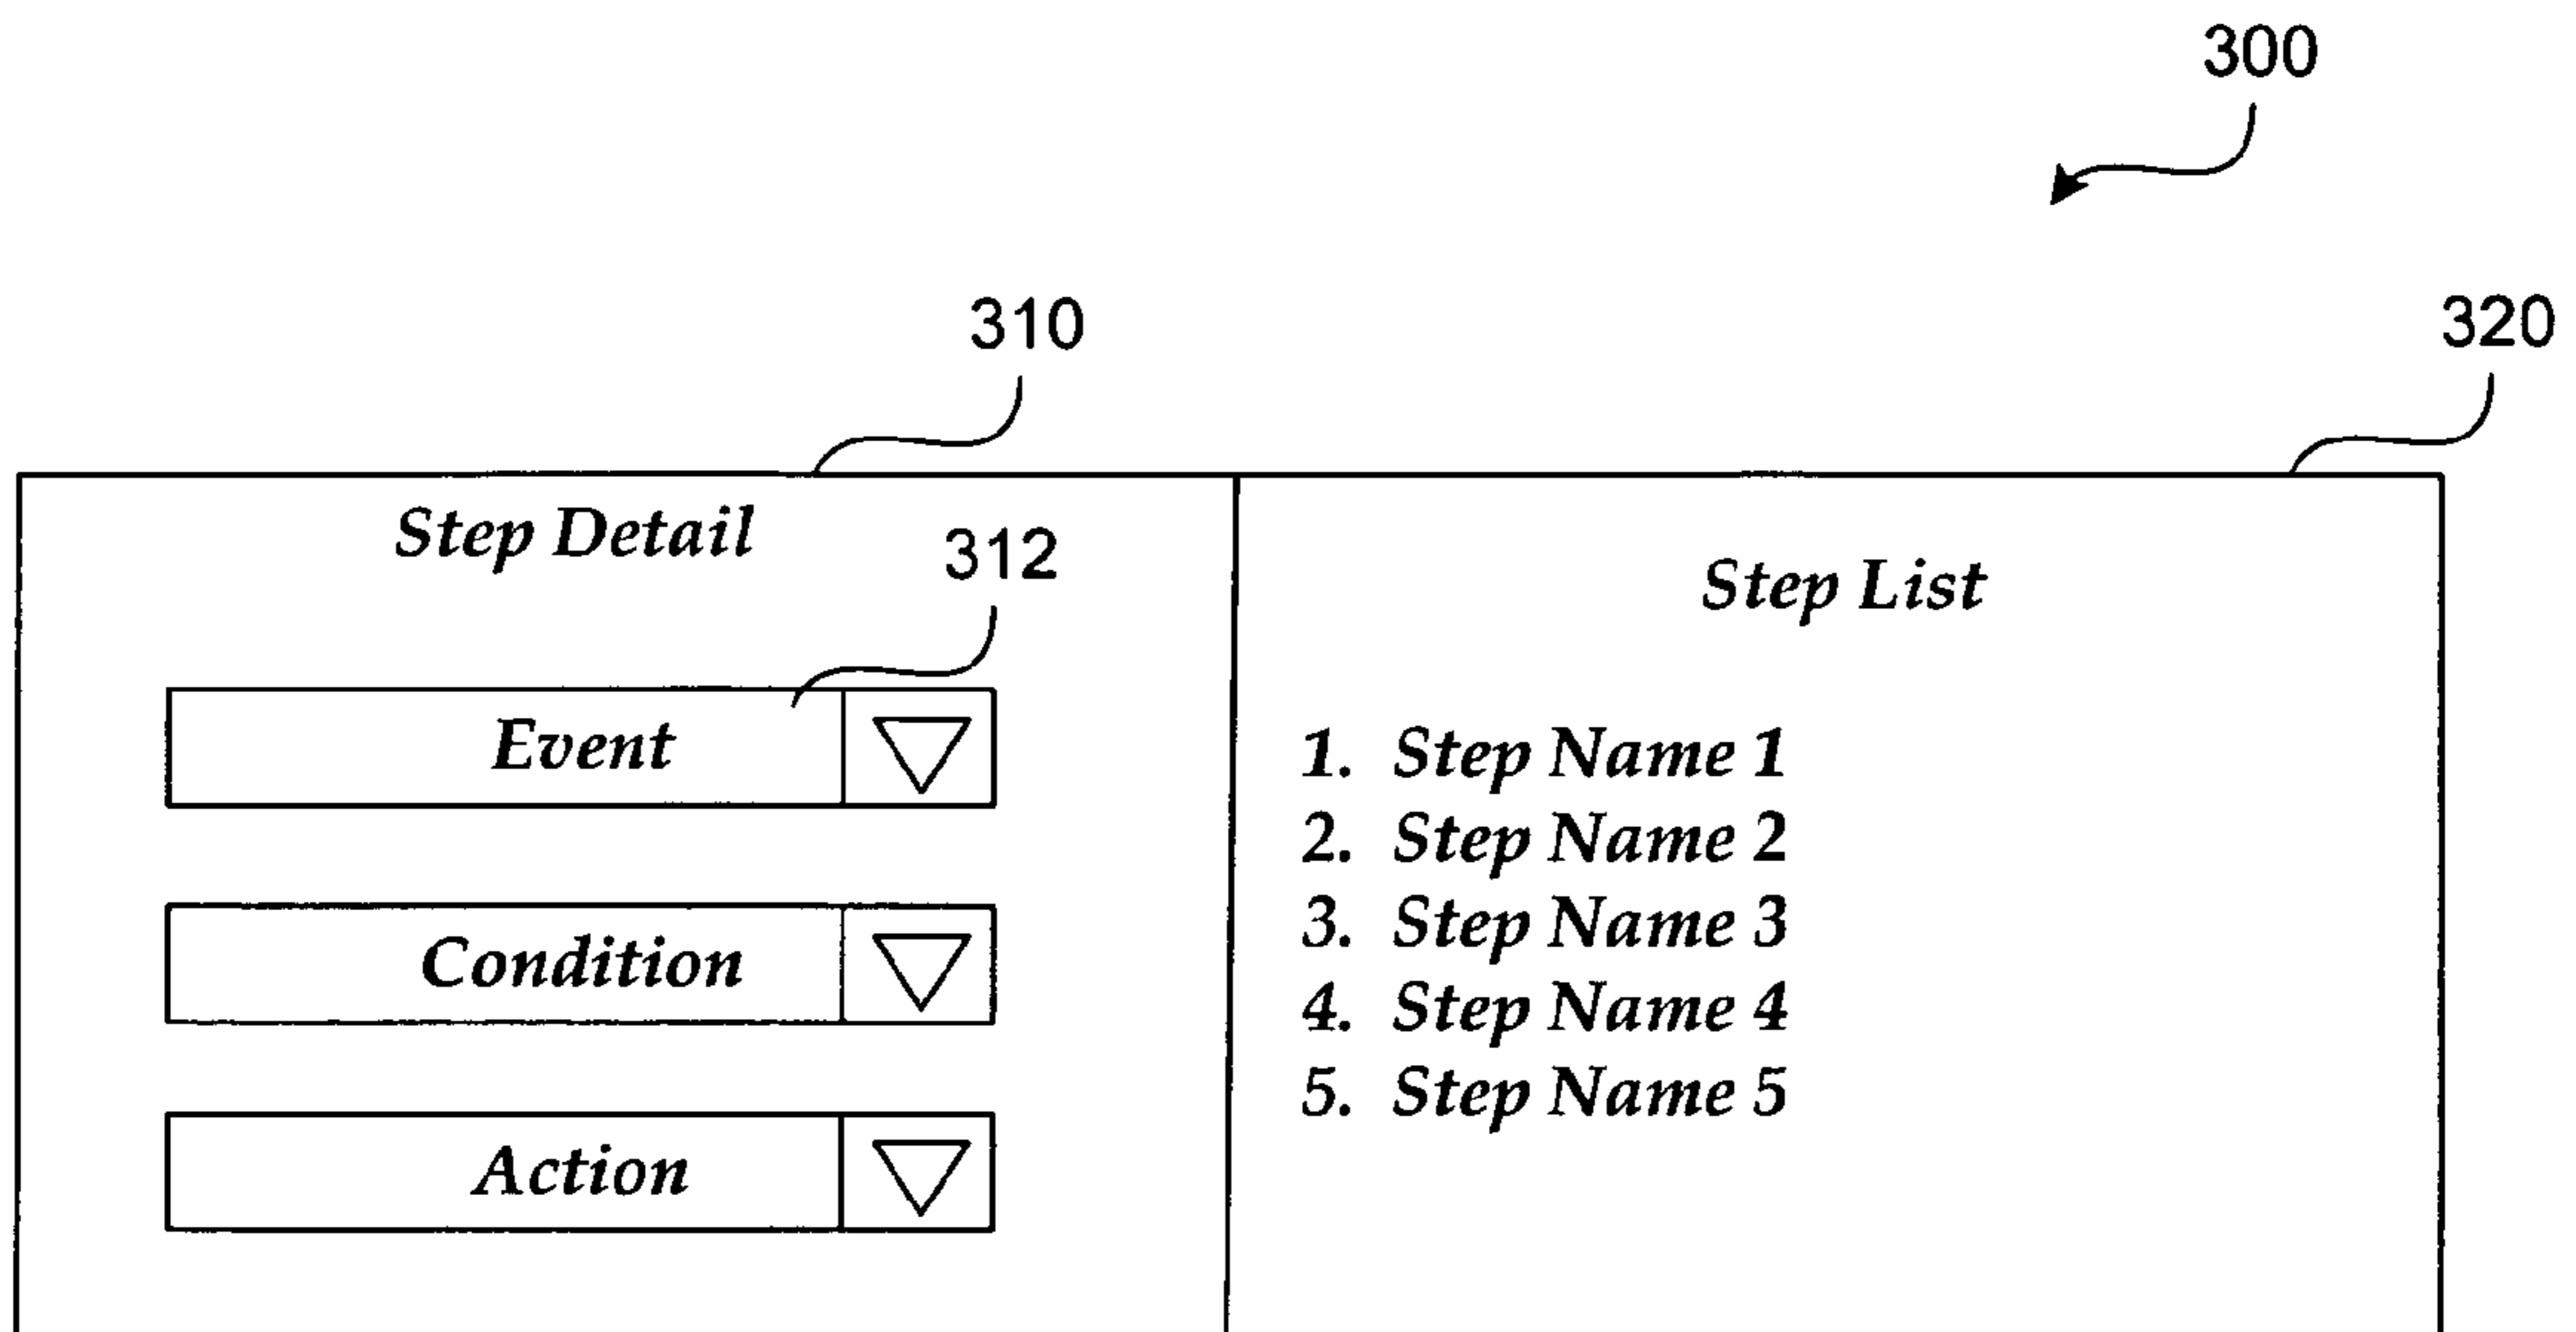 300
310
320
Step Detail
312
Event
Condition
Action
Step List
1. Step Name 1
2. Step Name 2
3. Step Name 3
4. Step Name 4
5. Step Name 5